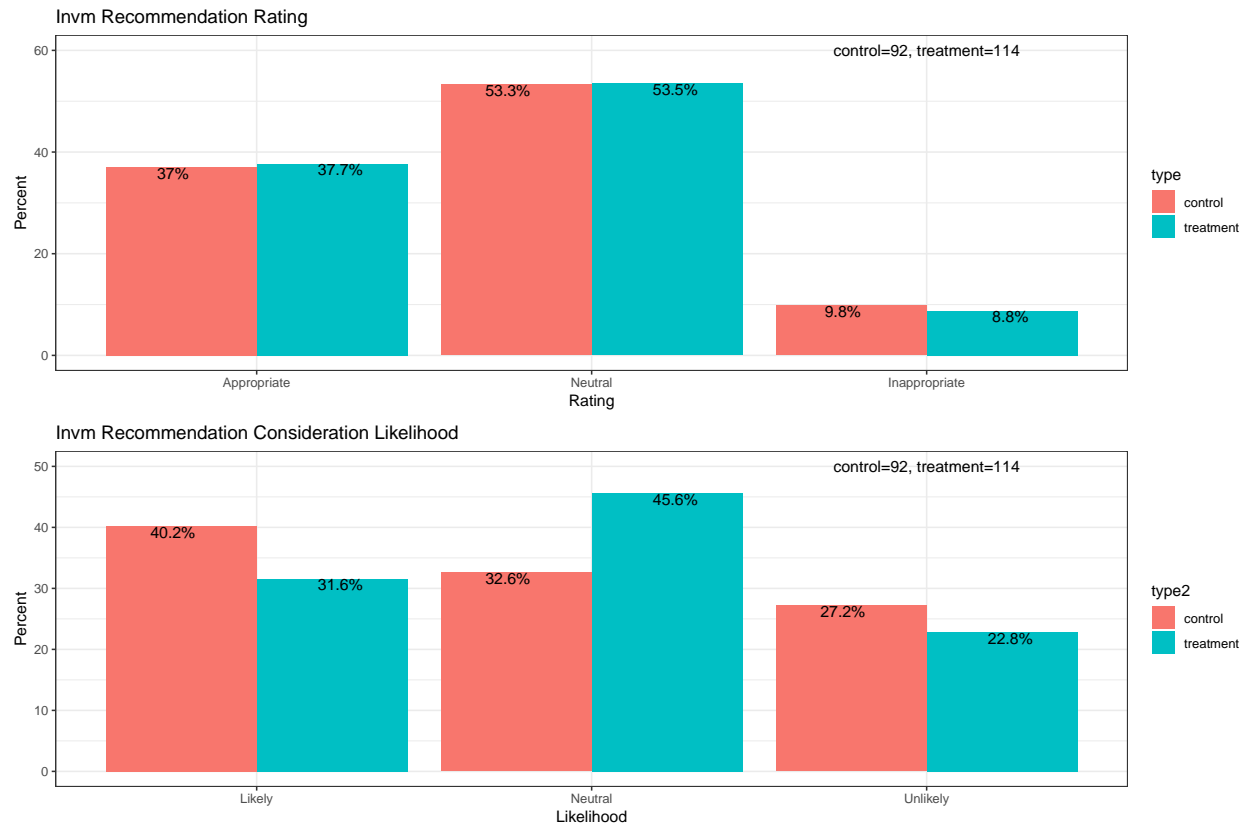 Invm Recommendation Rating
control=92, treatment=114
60
40
20
0
Percent
37%
37.7%
53.3%
53.5%
9.8%
8.8%
Appropriate
Neutral
Inappropriate
Rating
type
control
treatment
Invm Recommendation Consideration Likelihood
control=92, treatment=114
50
40
30
20
10
0
Percent
40.2%
31.6%
32.6%
45.6%
27.2%
22.8%
Likely
Neutral
Unlikely
Likelihood
type2
control
treatment